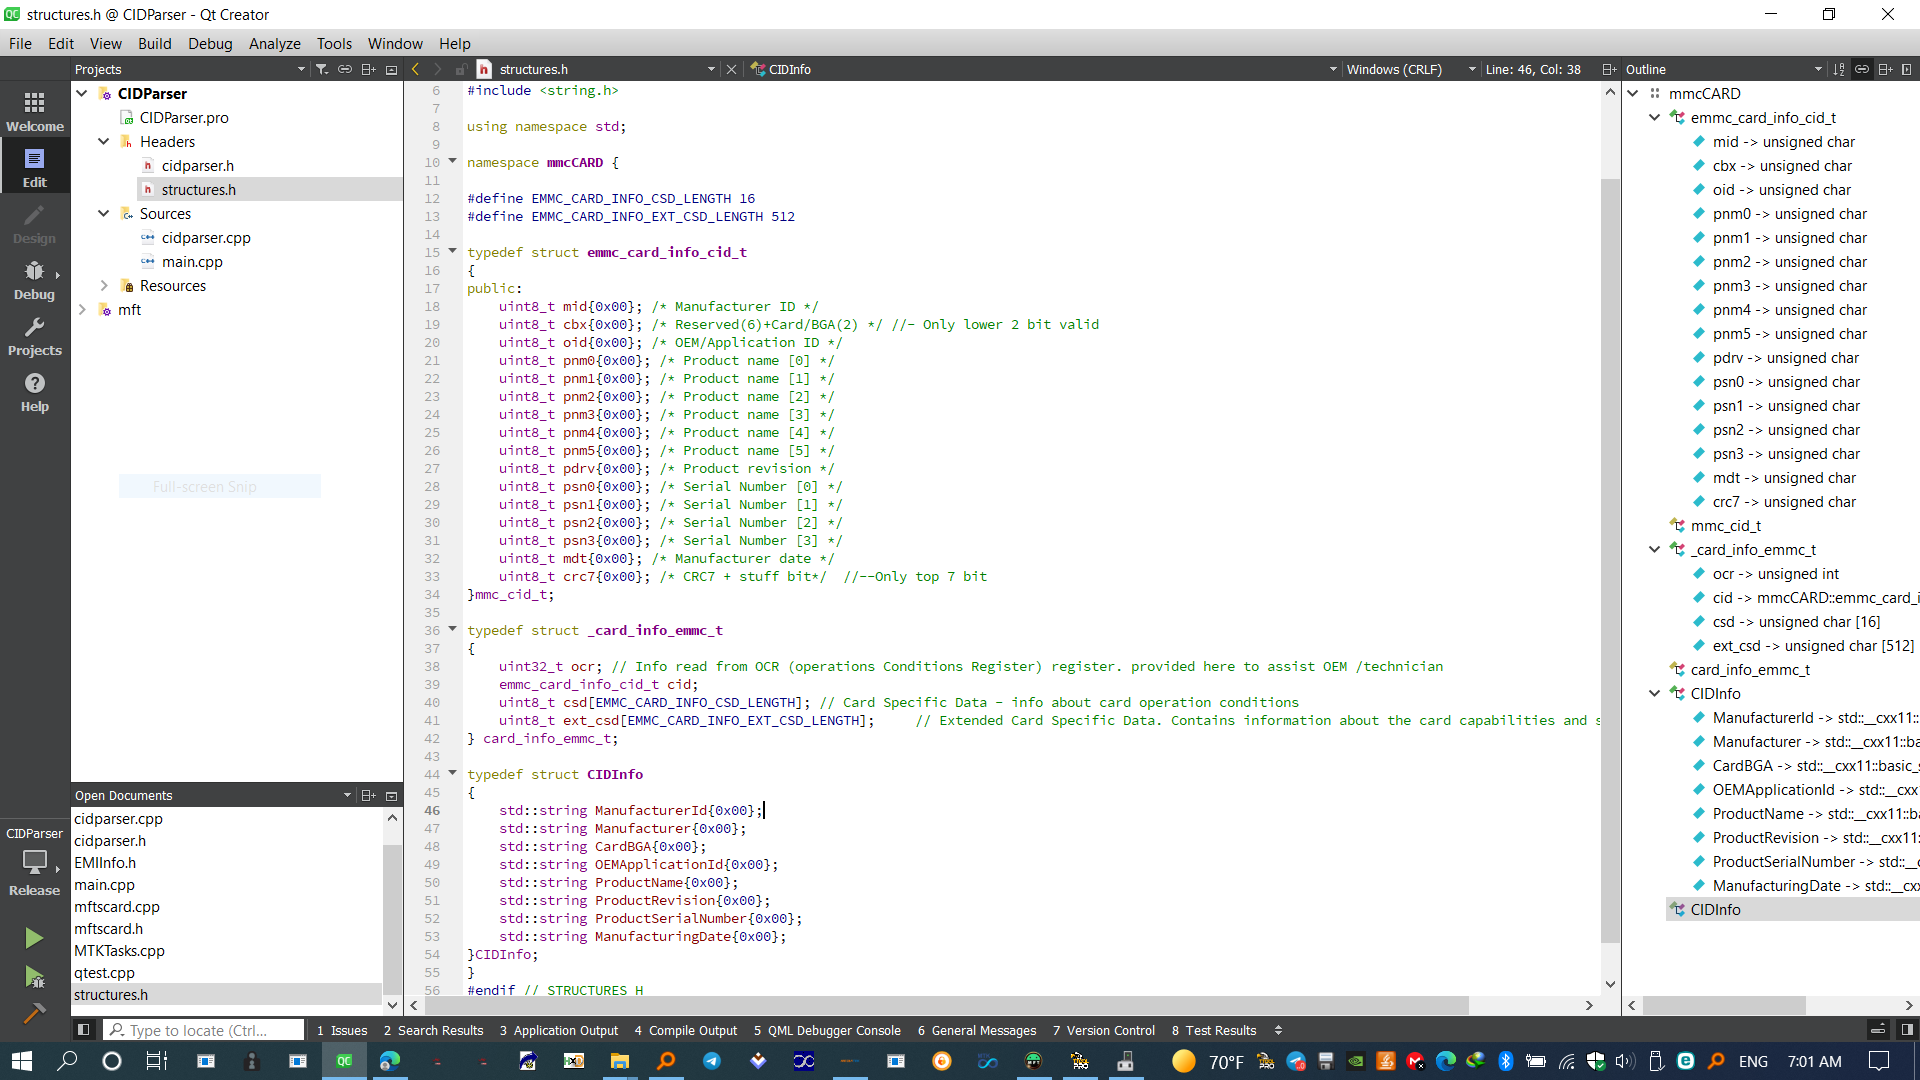 structures.h @ CIDParser - Qt Creator
File Edit View Build Debug Analyze Tools Window Help
Projects
structures.h
CIDInfo
Windows (CRLF)
Line: 46, Col: 38
Outline
Welcome
Edit
Design
Debug
Projects
Help
CIDParser
Release
CIDParser
CIDParser.pro
Headers
cidparser.h
structures.h
Sources
cidparser.cpp
main.cpp
Resources
mft
Full-screen Snip
Open Documents
cidparser.cpp
cidparser.h
EMIInfo.h
main.cpp
mftscard.cpp
mftscard.h
MTKTasks.cpp
qtest.cpp
structures.h
6 #include <string.h>
7
8 using namespace std;
9
10 namespace mmcCARD {
11
12 #define EMMC_CARD_INFO_CSD_LENGTH 16
13 #define EMMC_CARD_INFO_EXT_CSD_LENGTH 512
14
15 typedef struct emmc_card_info_cid_t
16 {
17 public:
18 uint8_t mid{0x00}; /* Manufacturer ID */
19 uint8_t cbx{0x00}; /* Reserved(6)+Card/BGA(2) */ //- Only lower 2 bit valid
20 uint8_t oid{0x00}; /* OEM/Application ID */
21 uint8_t pnm0{0x00}; /* Product name [0] */
22 uint8_t pnm1{0x00}; /* Product name [1] */
23 uint8_t pnm2{0x00}; /* Product name [2] */
24 uint8_t pnm3{0x00}; /* Product name [3] */
25 uint8_t pnm4{0x00}; /* Product name [4] */
26 uint8_t pnm5{0x00}; /* Product name [5] */
27 uint8_t pdrv{0x00}; /* Product revision */
28 uint8_t psn0{0x00}; /* Serial Number [0] */
29 uint8_t psn1{0x00}; /* Serial Number [1] */
30 uint8_t psn2{0x00}; /* Serial Number [2] */
31 uint8_t psn3{0x00}; /* Serial Number [3] */
32 uint8_t mdt{0x00}; /* Manufacturer date */
33 uint8_t crc7{0x00}; /* CRC7 + stuff bit*/ //--Only top 7 bit
34 }mmc_cid_t;
35
36 typedef struct _card_info_emmc_t
37 {
38 uint32_t ocr; // Info read from OCR (operations Conditions Register) register. provided here to assist OEM /technician
39 emmc_card_info_cid_t cid;
40 uint8_t csd[EMMC_CARD_INFO_CSD_LENGTH]; // Card Specific Data - info about card operation conditions
41 uint8_t ext_csd[EMMC_CARD_INFO_EXT_CSD_LENGTH]; // Extended Card Specific Data. Contains information about the card capabilities and s
42 } card_info_emmc_t;
43
44 typedef struct CIDInfo
45 {
46 std::string ManufacturerId{0x00};
47 std::string Manufacturer{0x00};
48 std::string CardBGA{0x00};
49 std::string OEMApplicationId{0x00};
50 std::string ProductName{0x00};
51 std::string ProductRevision{0x00};
52 std::string ProductSerialNumber{0x00};
53 std::string ManufacturingDate{0x00};
54 }CIDInfo;
55 }
56 #endif // STRUCTURES_H
mmcCARD
emmc_card_info_cid_t
mid -> unsigned char
cbx -> unsigned char
oid -> unsigned char
pnm0 -> unsigned char
pnm1 -> unsigned char
pnm2 -> unsigned char
pnm3 -> unsigned char
pnm4 -> unsigned char
pnm5 -> unsigned char
pdrv -> unsigned char
psn0 -> unsigned char
psn1 -> unsigned char
psn2 -> unsigned char
psn3 -> unsigned char
mdt -> unsigned char
crc7 -> unsigned char
mmc_cid_t
_card_info_emmc_t
ocr -> unsigned int
cid -> mmcCARD::emmc_card_i
csd -> unsigned char [16]
ext_csd -> unsigned char [512]
card_info_emmc_t
CIDInfo
ManufacturerId -> std::__cxx11::
Manufacturer -> std::__cxx11::ba
CardBGA -> std::__cxx11::basic_s
OEMApplicationId -> std::__cxx
ProductName -> std::__cxx11::ba
ProductRevision -> std::__cxx11:
ProductSerialNumber -> std::__c
ManufacturingDate -> std::__cxx
CIDInfo
Type to locate (Ctrl...
1 Issues 2 Search Results 3 Application Output 4 Compile Output 5 QML Debugger Console 6 General Messages 7 Version Control 8 Test Results
70°F ENG 7:01 AM